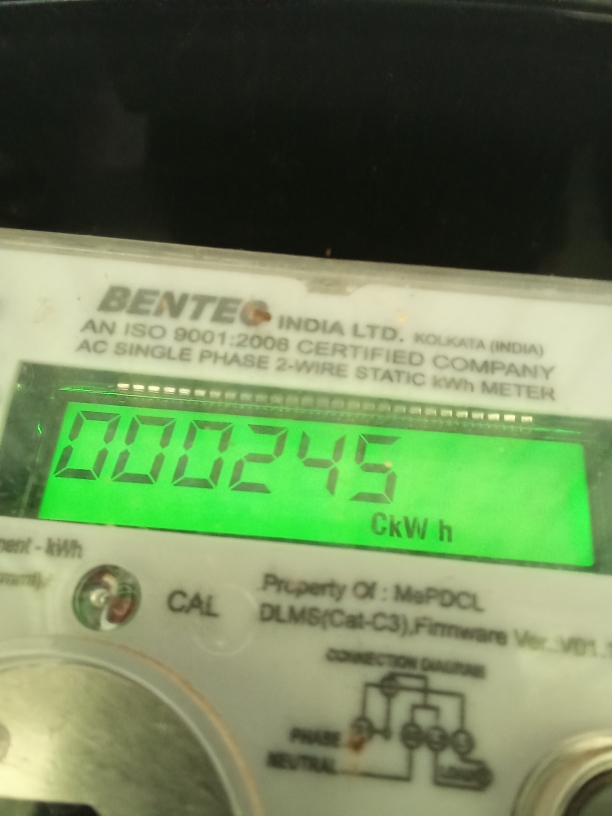 BENTEC INDIA LTD. KOLKATA (INDIA)
AN ISO 9001:2008 CERTIFIED COMPANY
AC SINGLE PHASE 2-WIRE STATIC kWh METER
000245
CkW h
- kWh
CAL
Property Of : MePDCL
DLMS(Cat-C3),Firmware Ver.:V01.
CONNECTION DIAGRAM
PHASE
NEUTRAL
LOAD